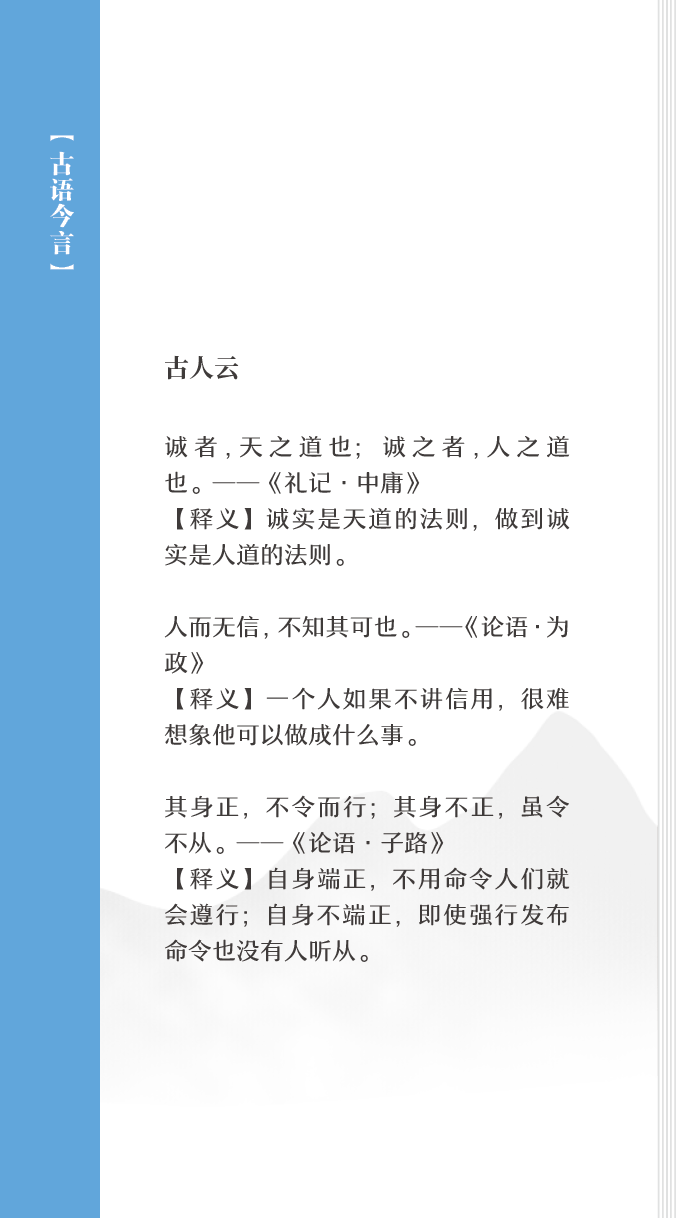 【古语今言】
古人云
诚者,天之道也；诚之者,人之道
也。——《礼记·中庸》
【释义】诚实是天道的法则，做到诚
实是人道的法则。
人而无信，不知其可也。——《论语·为
政》
【释义】一个人如果不讲信用，很难
想象他可以做成什么事。
其身正，不令而行；其身不正，虽令
不从。——《论语·子路》
【释义】自身端正，不用命令人们就
会遵行；自身不端正，即使强行发布
命令也没有人听从。